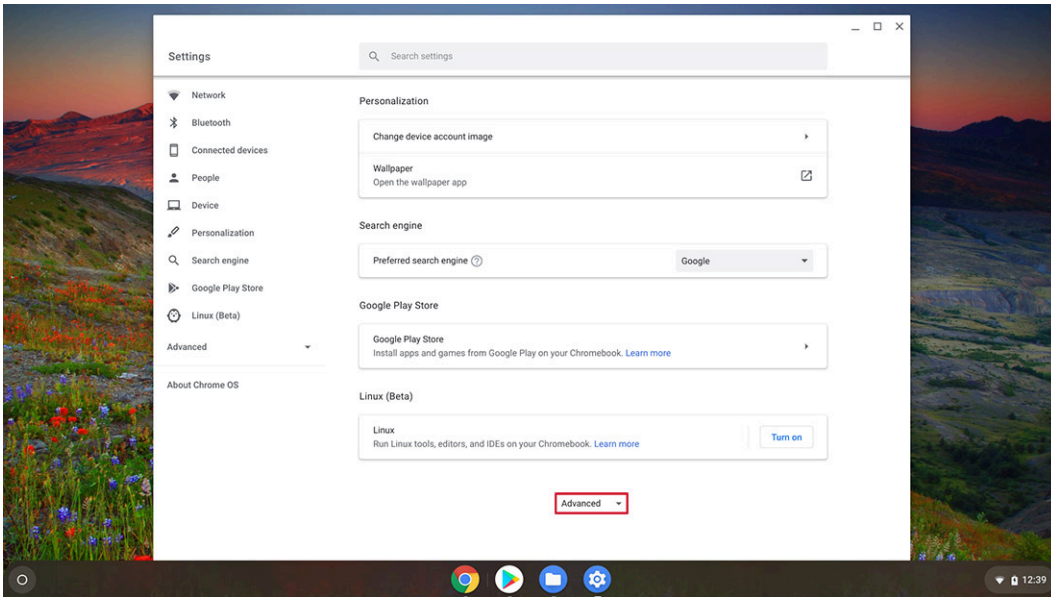 Settings
Search settings
Network
Bluetooth
Connected devices
People
Device
Personalization
Search engine
Google Play Store
Linux (Beta)
Advanced
About Chrome OS
Personalization
Change device account image
Wallpaper
Open the wallpaper app
Search engine
Preferred search engine
Google
Google Play Store
Google Play Store
Install apps and games from Google Play on your Chromebook. Learn more
Linux (Beta)
Linux
Run Linux tools, editors, and IDEs on your Chromebook. Learn more
Turn on
Advanced
12:39